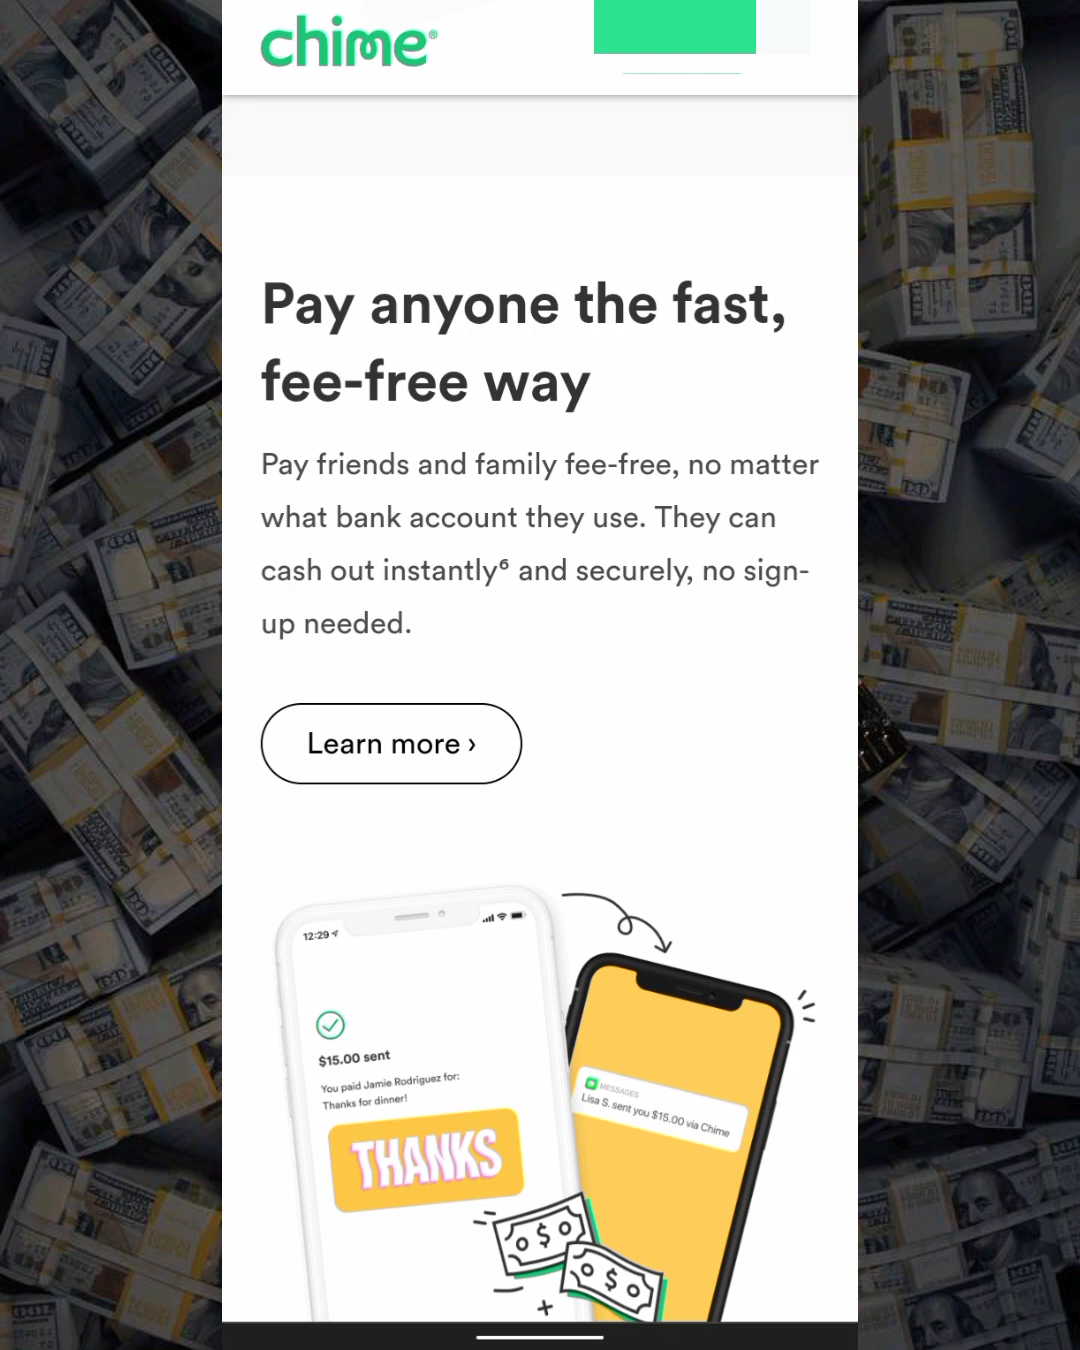 chime®
Pay anyone the fast,
fee-free way
Pay friends and family fee-free, no matter
what bank account they use. They can
cash out instantly⁶ and securely, no sign-
up needed.
Learn more ›
12:29
$15.00 sent
You paid Jamie Rodriguez for:
Thanks for dinner!
THANKS
MESSAGES
Lisa S. sent you $15.00 via Chime